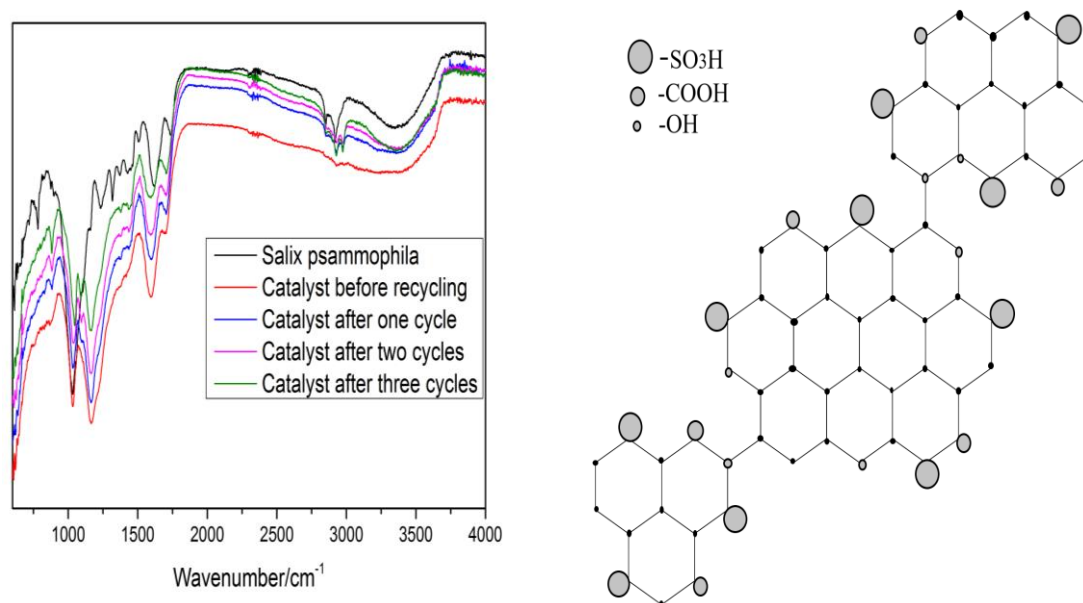 Salix psammophila
Catalyst before recycling
Catalyst after one cycle
Catalyst after two cycles
Catalyst after three cycles
1000 1500 2000 2500 3000 3500 4000
Wavenumber/cm⁻¹
-SO₃H
-COOH
-OH